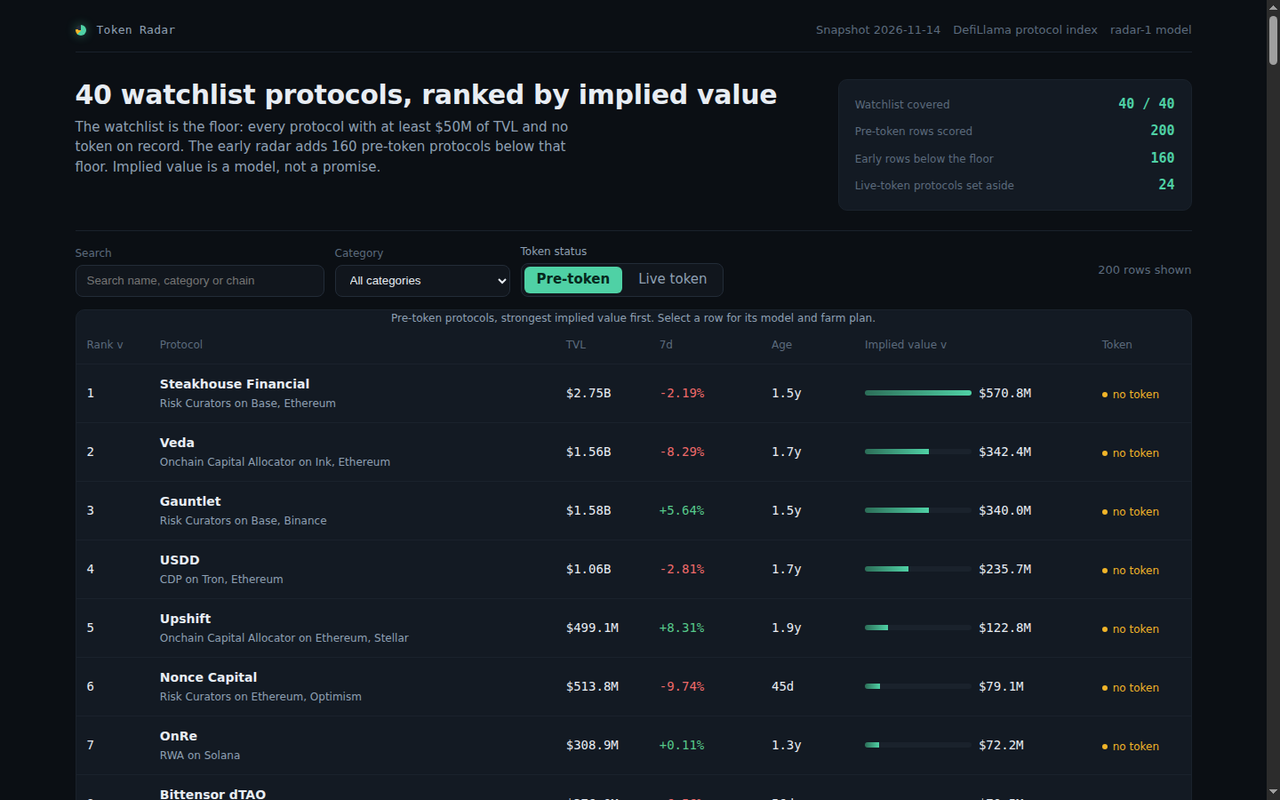 Token Radar
Snapshot 2026-11-14 DefiLlama protocol index radar-1 model
40 watchlist protocols, ranked by implied value
The watchlist is the floor: every protocol with at least $50M of TVL and no
token on record. The early radar adds 160 pre-token protocols below that
floor. Implied value is a model, not a promise.
Watchlist covered 40 / 40
Pre-token rows scored 200
Early rows below the floor 160
Live-token protocols set aside 24
Search
Category
Token status
Search name, category or chain
All categories
Pre-token
Live token
200 rows shown
Pre-token protocols, strongest implied value first. Select a row for its model and farm plan.
Rank v Protocol TVL 7d Age Implied value v Token
1 Steakhouse Financial $2.75B -2.19% 1.5y $570.8M no token
Risk Curators on Base, Ethereum
2 Veda $1.56B -8.29% 1.7y $342.4M no token
Onchain Capital Allocator on Ink, Ethereum
3 Gauntlet $1.58B +5.64% 1.5y $340.0M no token
Risk Curators on Base, Binance
4 USDD $1.06B -2.81% 1.7y $235.7M no token
CDP on Tron, Ethereum
5 Upshift $499.1M +8.31% 1.9y $122.8M no token
Onchain Capital Allocator on Ethereum, Stellar
6 Nonce Capital $513.8M -9.74% 45d $79.1M no token
Risk Curators on Ethereum, Optimism
7 OnRe $308.9M +0.11% 1.3y $72.2M no token
RWA on Solana
Bittensor dTAO